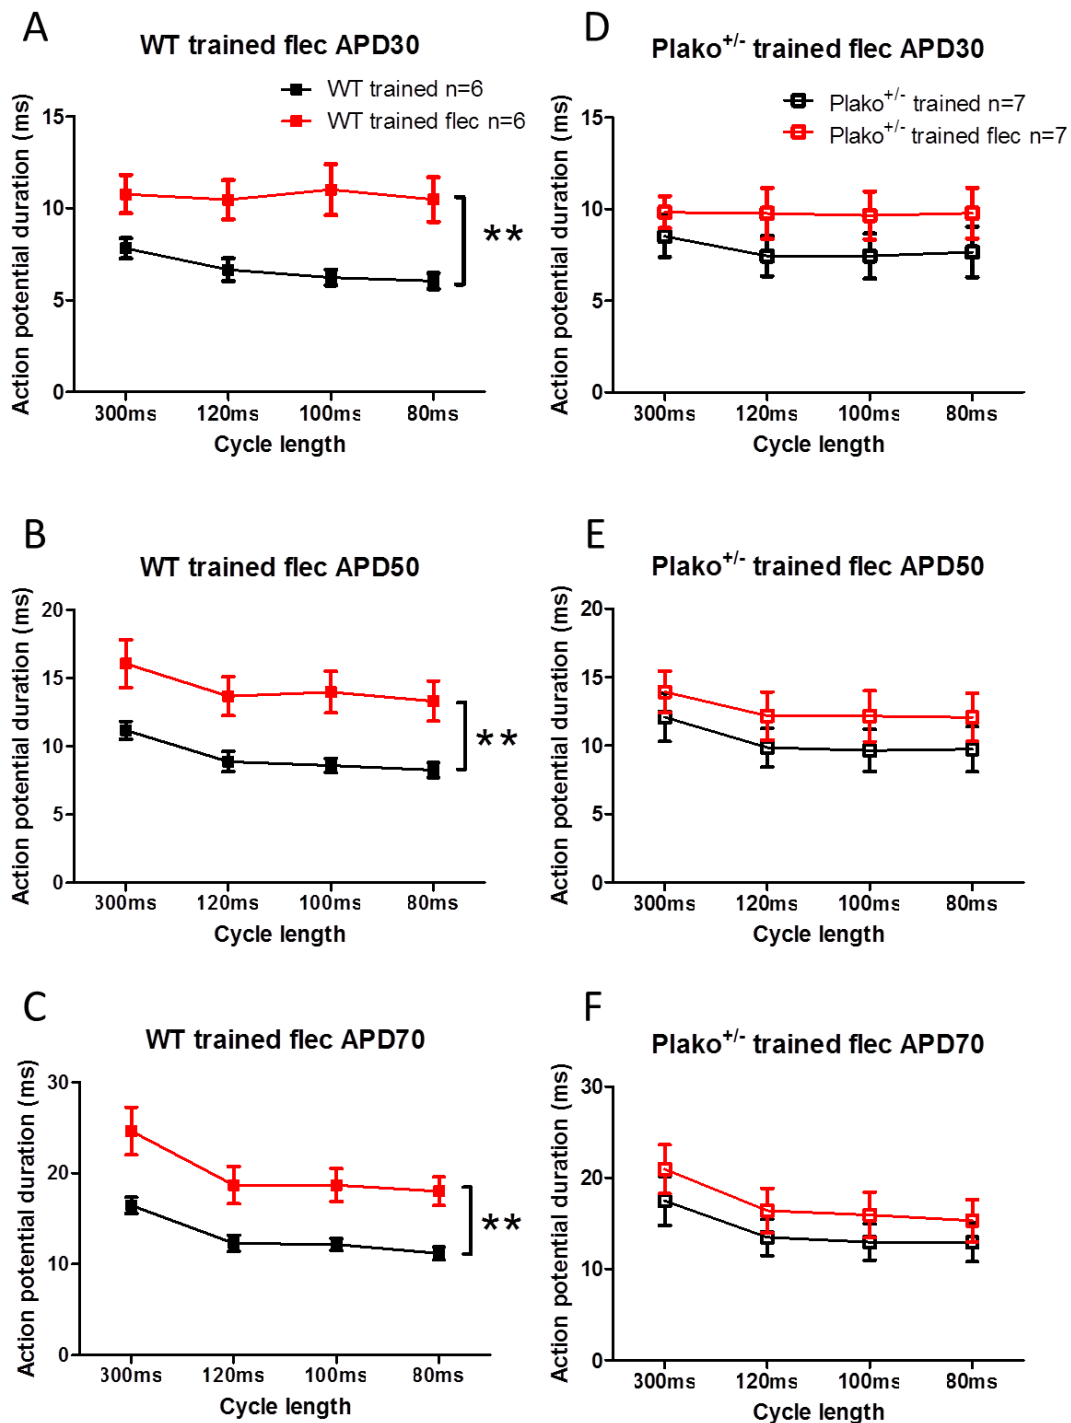 A
WT trained flec APD30
WT trained n=6
WT trained flec n=6
Action potential duration (ms)
15
10
5
0
**
300ms 120ms 100ms 80ms
Cycle length
D
Plako+/- trained flec APD30
Plako+/- trained n=7
Plako+/- trained flec n=7
Action potential duration (ms)
15
10
5
0
300ms 120ms 100ms 80ms
Cycle length
B
WT trained flec APD50
Action potential duration (ms)
20
15
10
5
0
**
300ms 120ms 100ms 80ms
Cycle length
E
Plako+/- trained flec APD50
Action potential duration (ms)
20
15
10
5
0
300ms 120ms 100ms 80ms
Cycle length
C
WT trained flec APD70
Action potential duration (ms)
30
20
10
0
**
300ms 120ms 100ms 80ms
Cycle length
F
Plako+/- trained flec APD70
Action potential duration (ms)
30
20
10
0
300ms 120ms 100ms 80ms
Cycle length